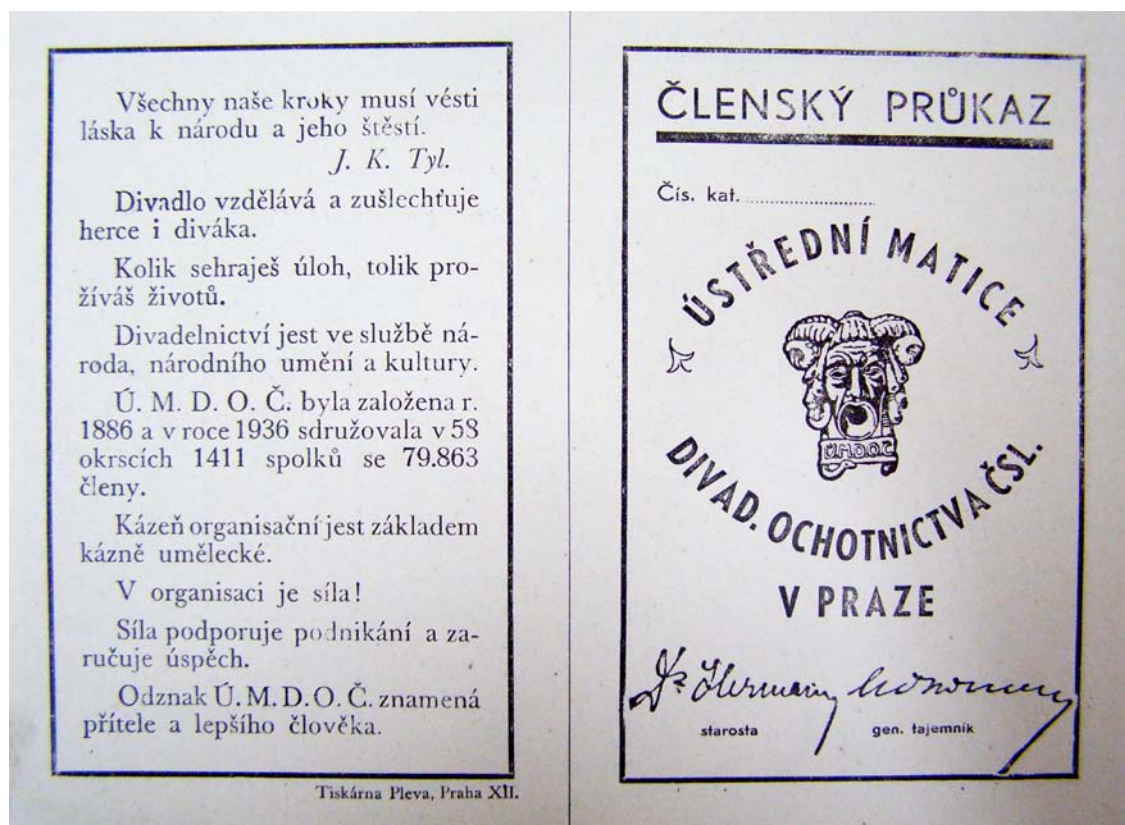 Všechny naše kroky musí vésti
láska k národu a jeho štěstí.
J. K. Tyl.
Divadlo vzdělává a zušlechťuje
herce i diváka.
Kolik sehraješ úloh, tolik pro-
žíváš životů.
Divadelnictví jest ve službě ná-
roda, národního umění a kultury.
Ú. M. D. O. Č. byla založena r.
1886 a v roce 1936 sdružovala v 58
okrscích 1411 spolků se 79.863
členy.
Kázeň organisační jest základem
kázně umělecké.
V organisaci je síla!
Síla podporuje podnikání a za-
ručuje úspěch.
Odznak Ú. M. D. O. Č. znamená
přítele a lepšího člověka.
Tiskárna Pleva, Praha XII.
ČLENSKÝ PRŮKAZ
Čís. kat.
ÚSTŘEDNÍ MATICE
Ú.M.D.O.Č.
DIVAD. OCHOTNICTVA ČSL.
V PRAZE
Dr Herman
starosta gen. tajemník